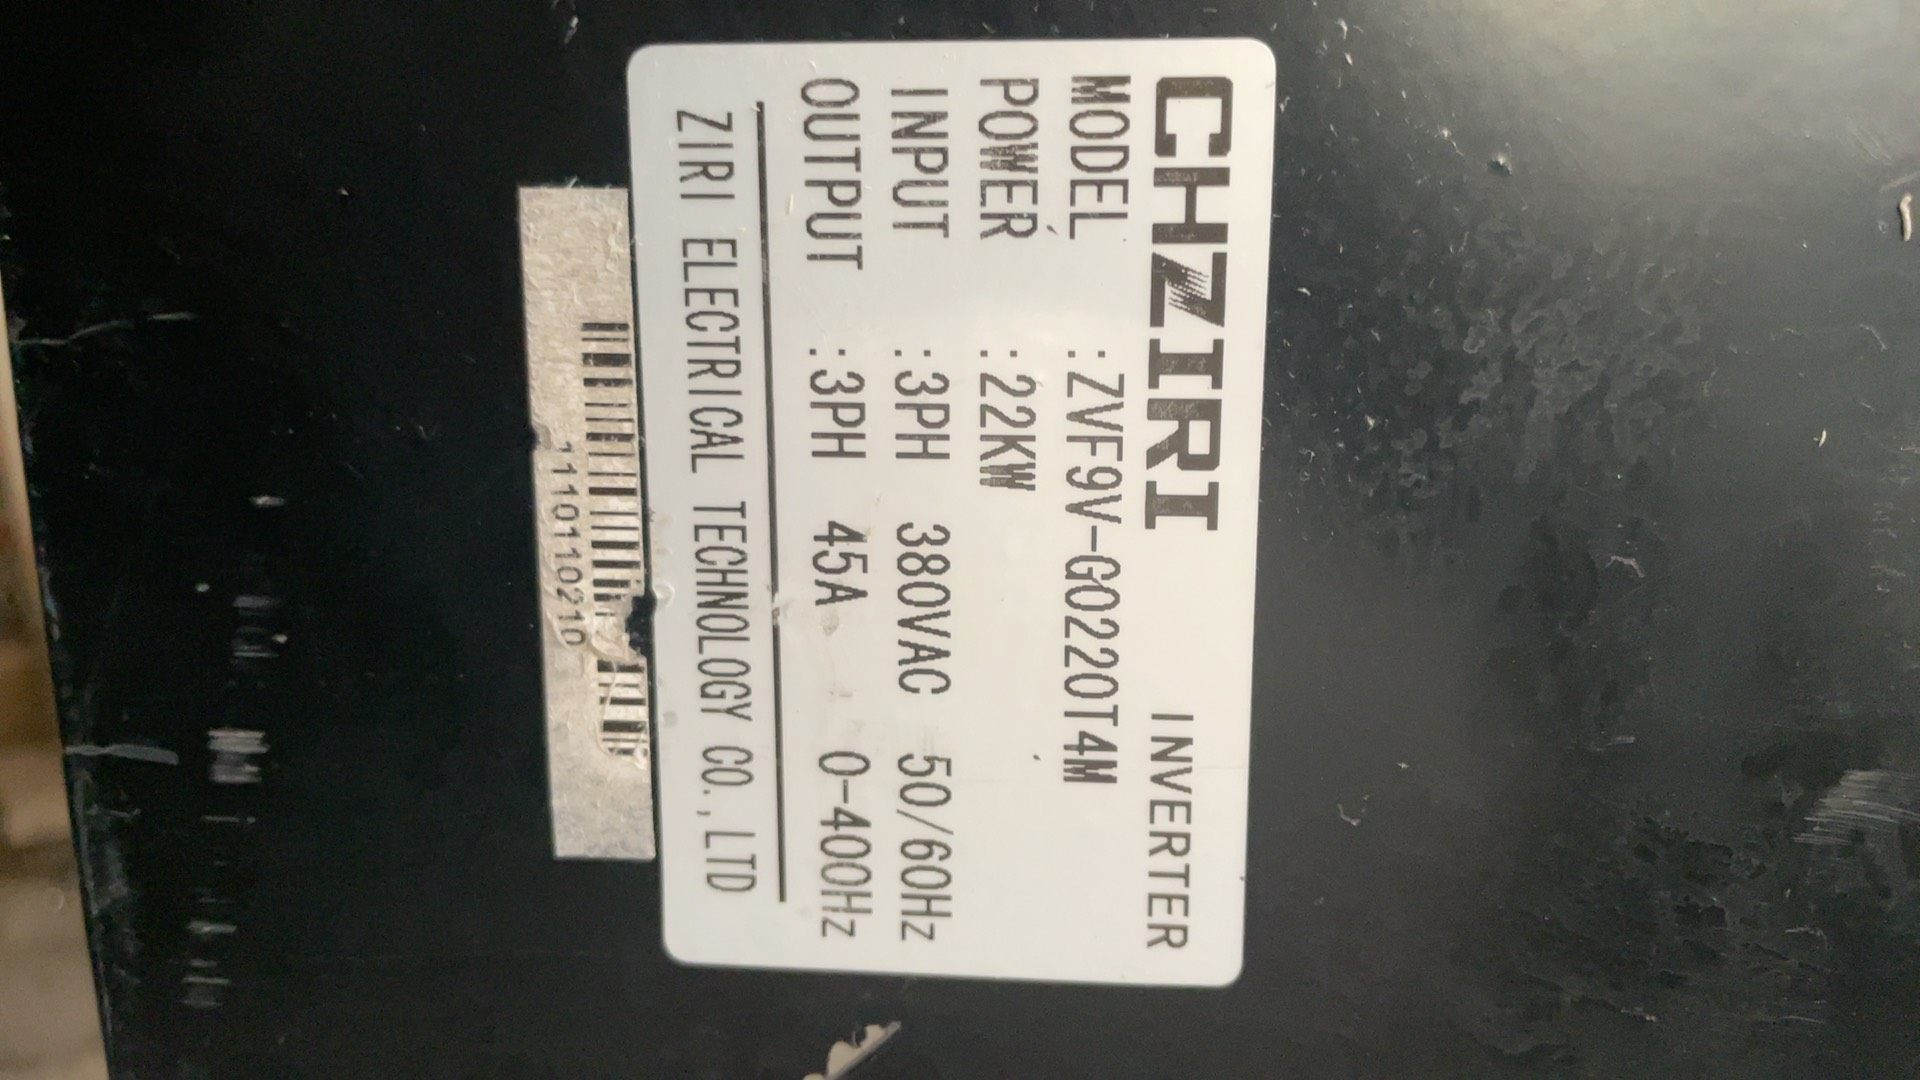 CHZIRI INVERTER
MODEL :ZVF9V-G0220T4M
POWER :22KW
INPUT :3PH 380VAC 50/60Hz
OUTPUT :3PH 45A 0-400Hz
ZIRI ELECTRICAL TECHNOLOGY CO.,LTD